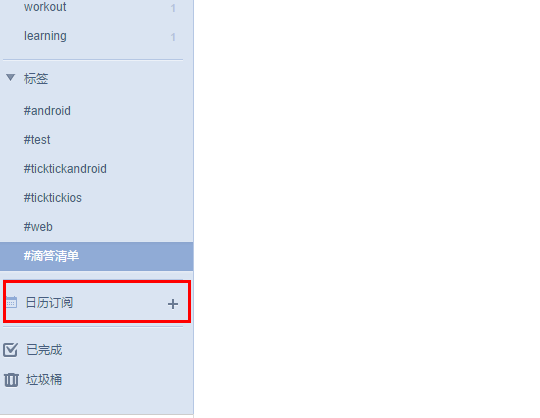 workout 1
learning 1
标签
#android
#test
#ticktickandroid
#ticktickios
#web
#滴答清单
日历订阅 +
已完成
垃圾桶